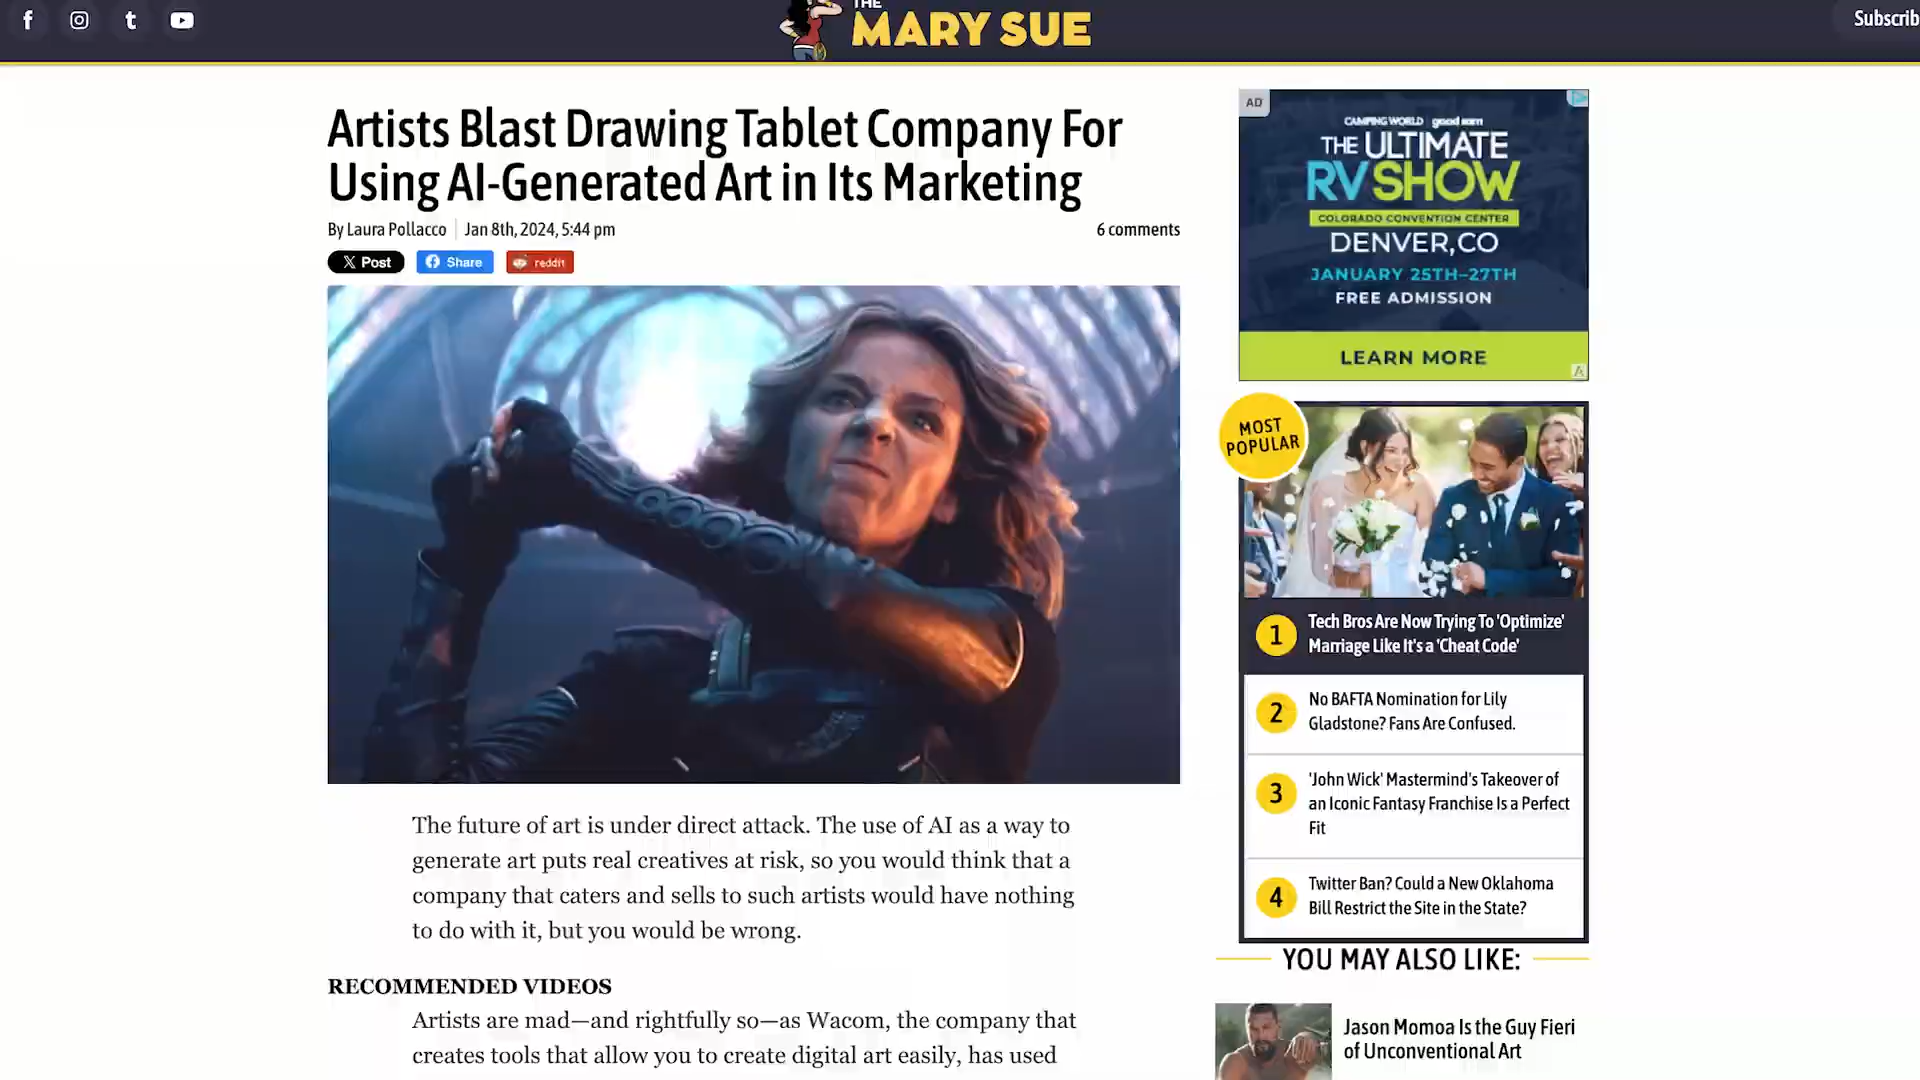 THE
MARY SUE
Subscrib
Artists Blast Drawing Tablet Company For
Using AI-Generated Art in Its Marketing
By Laura Pollacco
Jan 8th, 2024, 5:44 pm
6 comments
Post
Share
reddit
The future of art is under direct attack. The use of AI as a way to
generate art puts real creatives at risk, so you would think that a
company that caters and sells to such artists would have nothing
to do with it, but you would be wrong.
RECOMMENDED VIDEOS
Artists are mad—and rightfully so—as Wacom, the company that
creates tools that allow you to create digital art easily, has used
AD
CAMPING WORLD good sam
THE ULTIMATE
RV SHOW
COLORADO CONVENTION CENTER
DENVER, CO
JANUARY 25TH–27TH
FREE ADMISSION
LEARN MORE
MOST
POPULAR
1
Tech Bros Are Now Trying To 'Optimize'
Marriage Like It's a 'Cheat Code'
2
No BAFTA Nomination for Lily
Gladstone? Fans Are Confused.
3
'John Wick' Mastermind's Takeover of
an Iconic Fantasy Franchise Is a Perfect
Fit
4
Twitter Ban? Could a New Oklahoma
Bill Restrict the Site in the State?
YOU MAY ALSO LIKE:
Jason Momoa Is the Guy Fieri
of Unconventional Art